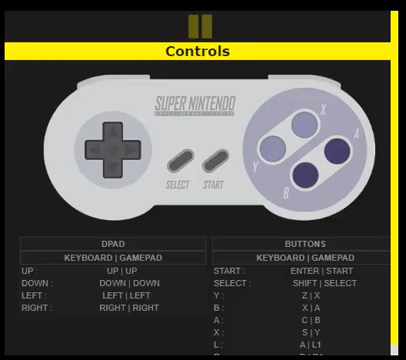 Controls
SUPER NINTENDO
X
A
Y
B
SELECT START
DPAD
KEYBOARD | GAMEPAD
UP : UP | UP
DOWN : DOWN | DOWN
LEFT : LEFT | LEFT
RIGHT : RIGHT | RIGHT
BUTTONS
KEYBOARD | GAMEPAD
START : ENTER | START
SELECT : SHIFT | SELECT
Y : Z | X
B : X | A
A : C | B
X : S | Y
L : A | L1